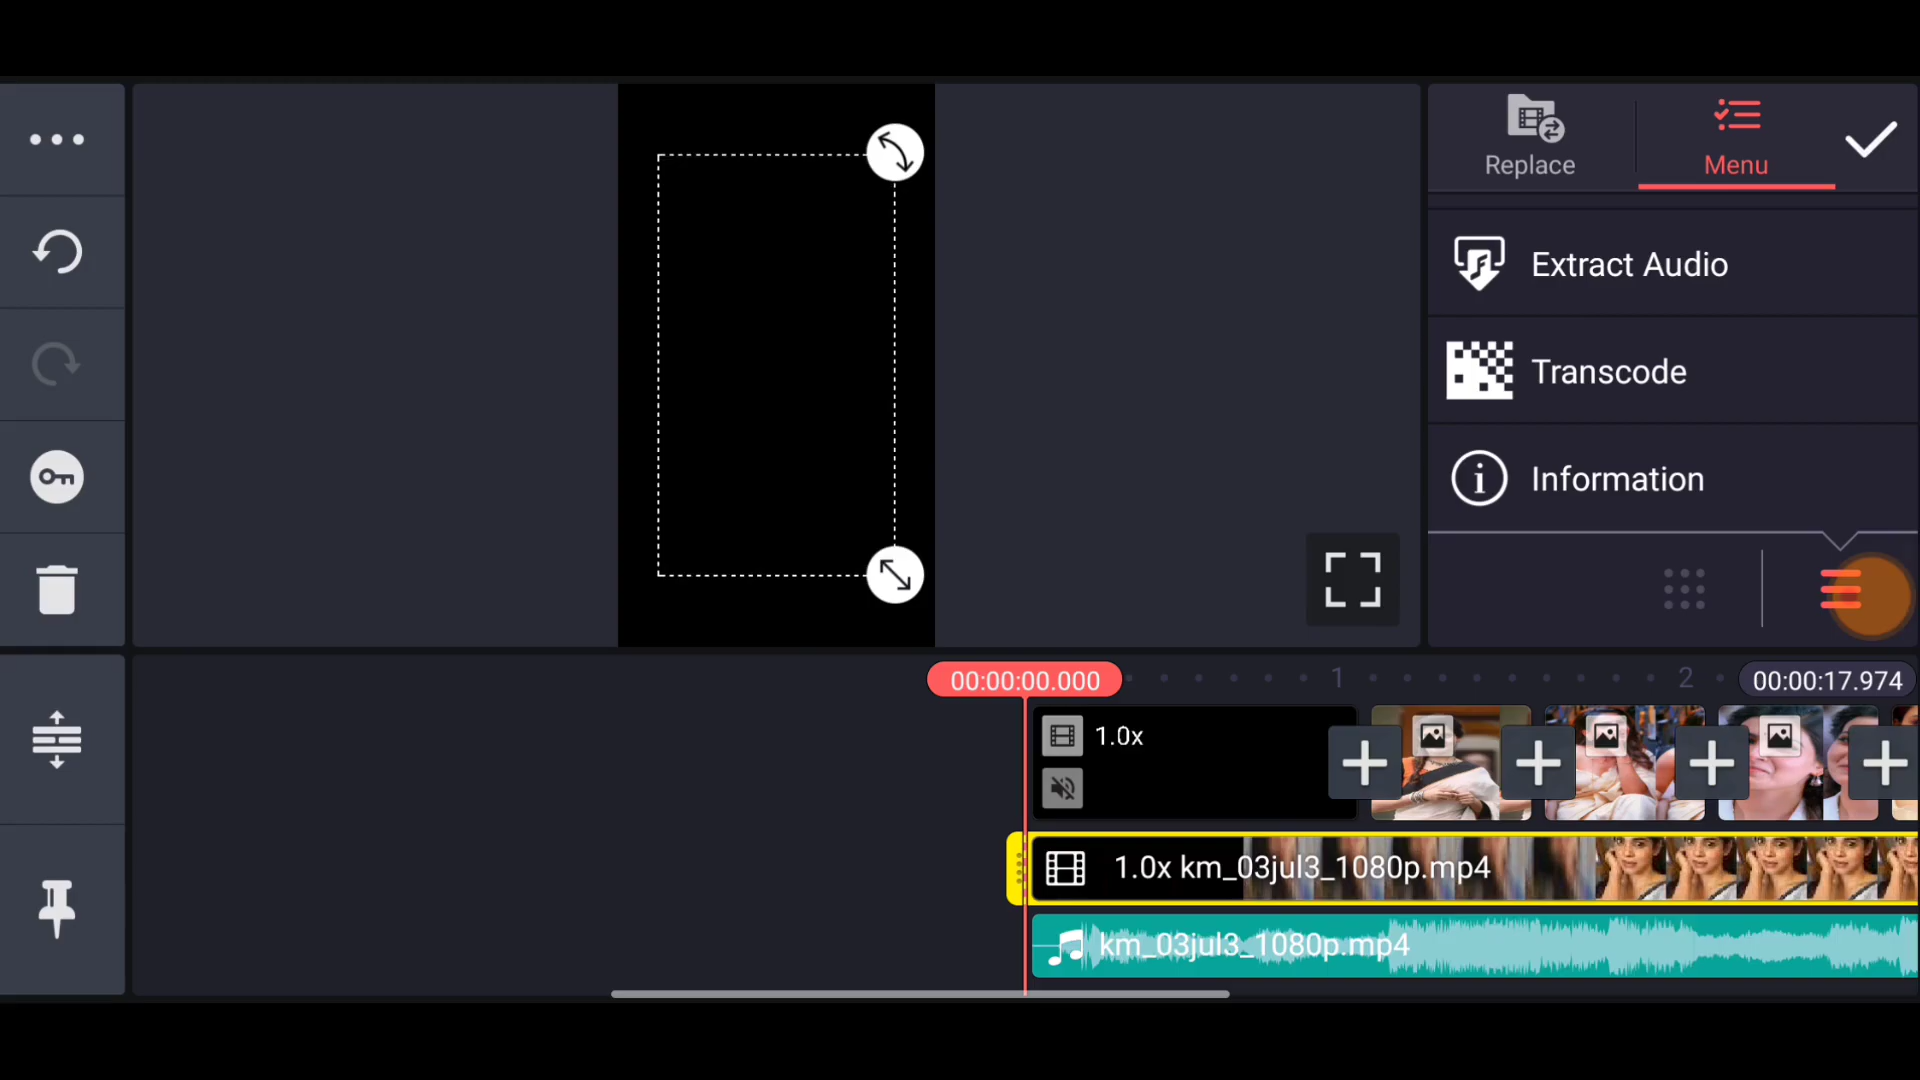 Replace
Menu
Extract Audio
Transcode
Information
00:00:00.000
1
2
00:00:17.974
1.0x
1.0x km_03jul3_1080p.mp4
km_03jul3_1080p.mp4